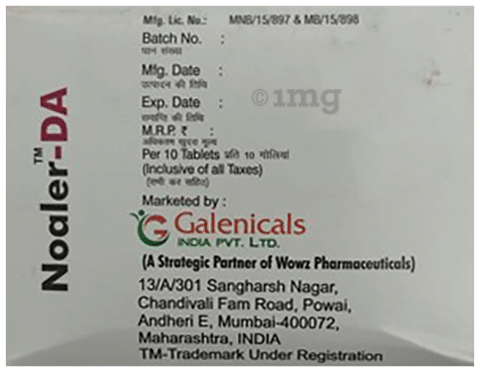 Noaler-DA
TM
Mfg. Lic. No.: MNB/15/897 & MB/15/898
Batch No. :
घान संख्या
Mfg. Date :
उत्पादन की तिथि
Exp. Date :
समाप्ति की तिथि
M.R.P. ₹ :
अधिकतम खुदरा मूल्य
Per 10 Tablets प्रति 10 गोलियां
(Inclusive of all Taxes)
(सभी कर सहित)
Marketed by :
Galenicals
INDIA PVT. LTD.
(A Strategic Partner of Wowz Pharmaceuticals)
13/A/301 Sangharsh Nagar,
Chandivali Fam Road, Powai,
Andheri E, Mumbai-400072,
Maharashtra, INDIA
TM-Trademark Under Registration
©1mg